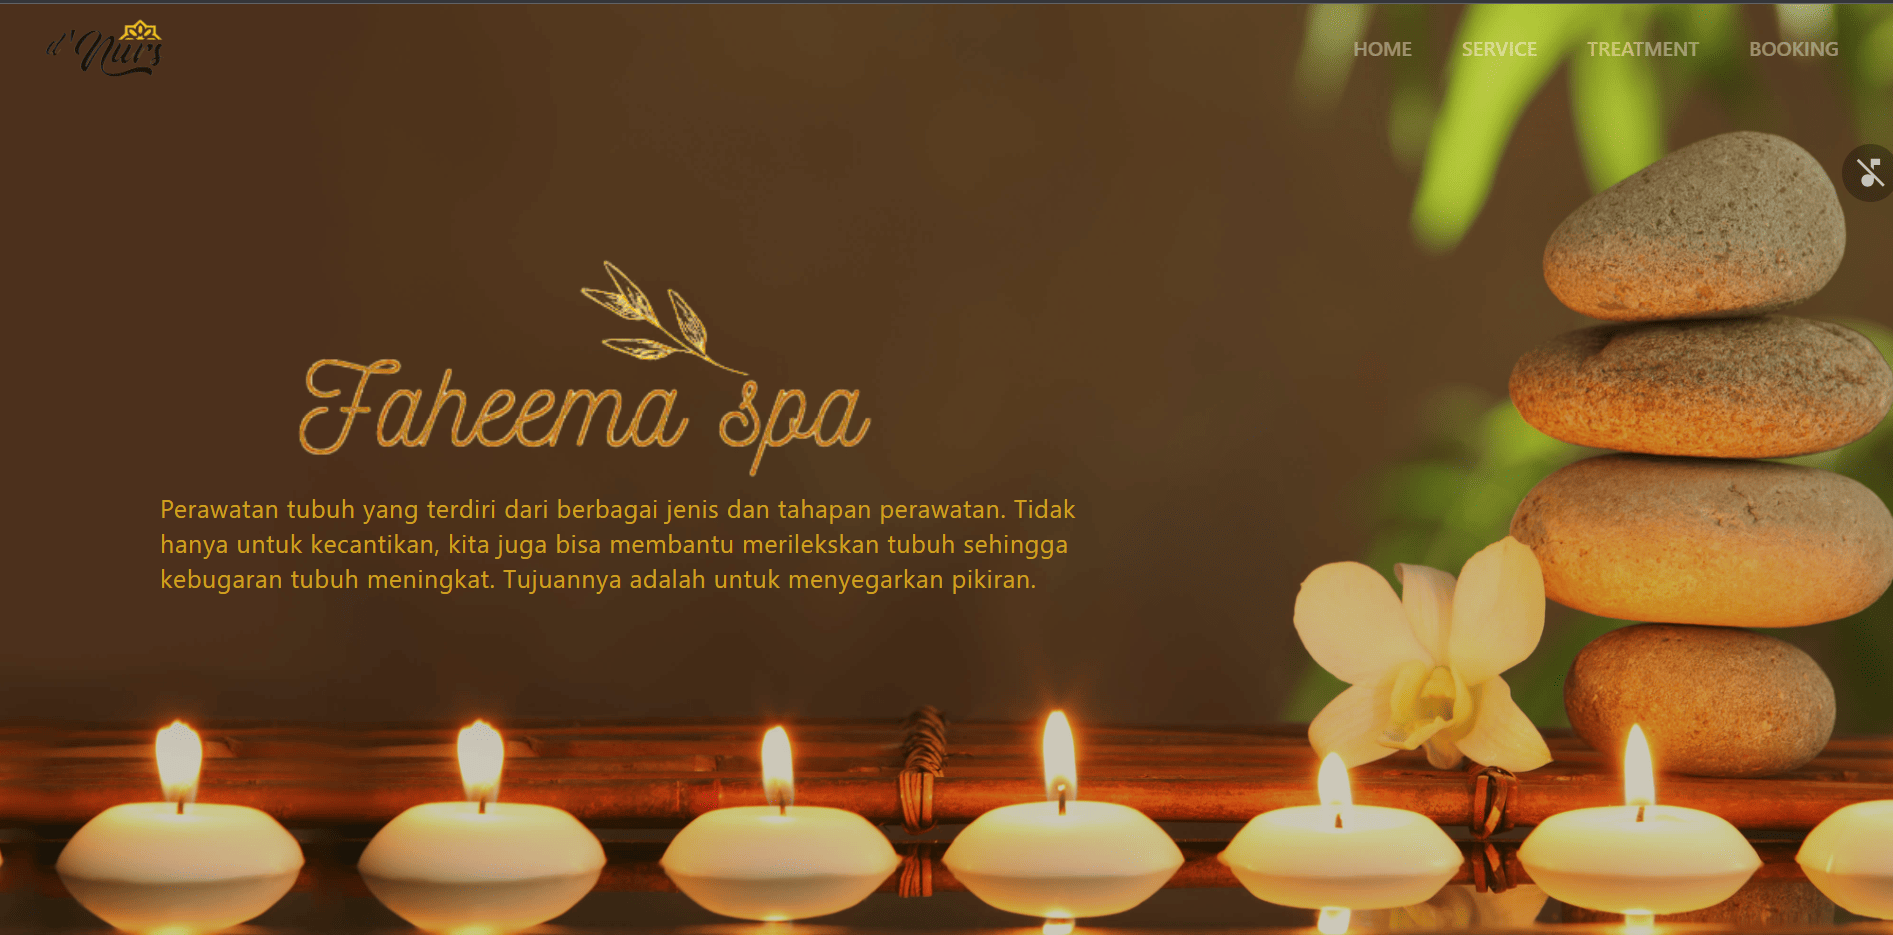 d'Nurs
HOME
SERVICE
TREATMENT
BOOKING
Faheema spa
Perawatan tubuh yang terdiri dari berbagai jenis dan tahapan perawatan. Tidak
hanya untuk kecantikan, kita juga bisa membantu merilekskan tubuh sehingga
kebugaran tubuh meningkat. Tujuannya adalah untuk menyegarkan pikiran.